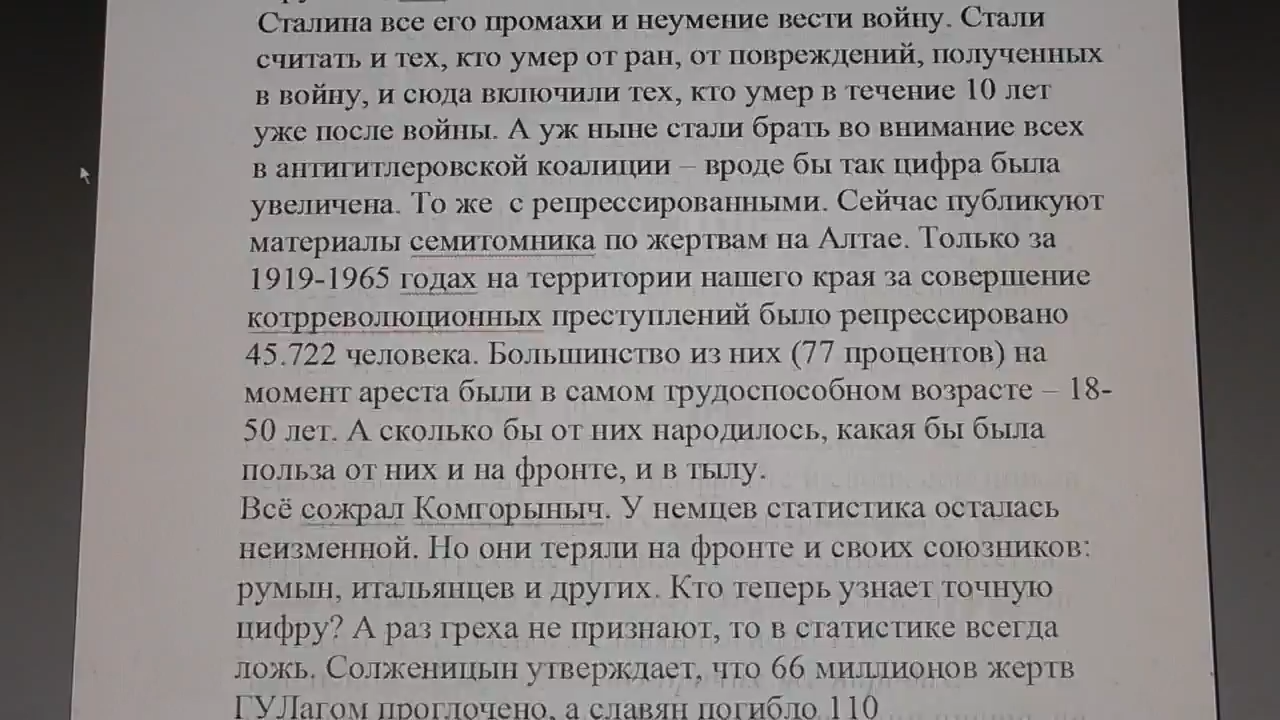 Сталина все его промахи и неумение вести войну. Стали
считать и тех, кто умер от ран, от повреждений, полученных
в войну, и сюда включили тех, кто умер в течение 10 лет
уже после войны. А уж ныне стали брать во внимание всех
в антигитлеровской коалиции – вроде бы так цифра была
увеличена. То же с репрессированными. Сейчас публикуют
материалы семитомника по жертвам на Алтае. Только за
1919-1965 годах на территории нашего края за совершение
котрреволюционных преступлений было репрессировано
45.722 человека. Большинство из них (77 процентов) на
момент ареста были в самом трудоспособном возрасте – 18-
50 лет. А сколько бы от них народилось, какая бы была
польза от них и на фронте, и в тылу.
Всё сожрал Комгорыныч. У немцев статистика осталась
неизменной. Но они теряли на фронте и своих союзников:
румын, итальянцев и других. Кто теперь узнает точную
цифру? А раз греха не признают, то в статистике всегда
ложь. Солженицын утверждает, что 66 миллионов жертв
ГУЛагом проглочено, а славян погибло 110